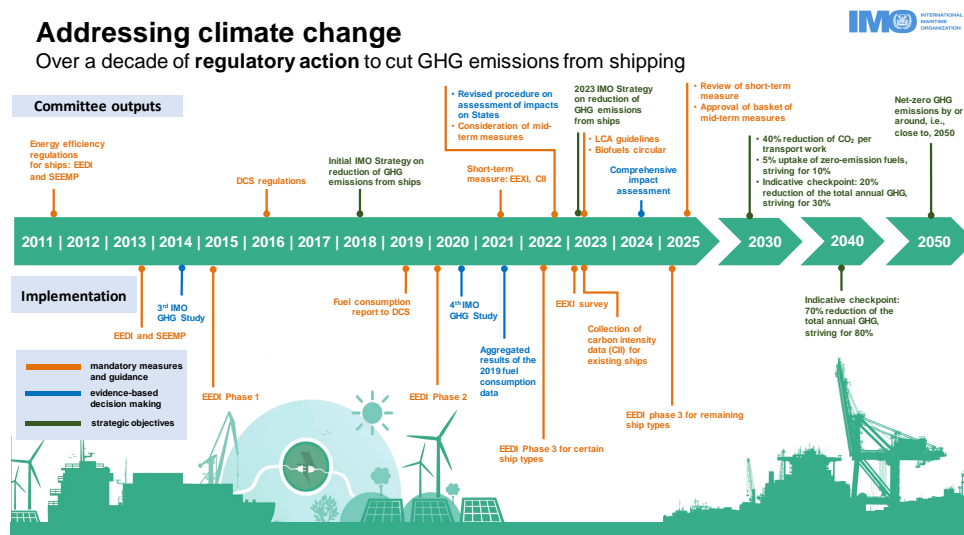 Addressing climate change
Over a decade of regulatory action to cut GHG emissions from shipping
IMO
INTERNATIONAL
MARITIME
ORGANIZATION
Committee outputs
Energy efficiency
regulations
for ships: EEDI
and SEEMP
DCS regulations
Initial IMO Strategy on
reduction of GHG
emissions from ships
• Revised procedure on
assessment of impacts
on States
• Consideration of mid-
term measures
Short-term
measure: EEXI, CII
2023 IMO Strategy
on reduction of
GHG emissions
from ships
• LCA guidelines
• Biofuels circular
Comprehensive
impact
assessment
• Review of short-term
measure
• Approval of basket of
mid-term measures
• 40% reduction of CO₂ per
transport work
• 5% uptake of zero-emission fuels,
striving for 10%
• Indicative checkpoint: 20%
reduction of the total annual GHG,
striving for 30%
Net-zero GHG
emissions by or
around, i.e.,
close to, 2050
2011 | 2012 | 2013 | 2014 | 2015 | 2016 | 2017 | 2018 | 2019 | 2020 | 2021 | 2022 | 2023 | 2024 | 2025
2030
2040
2050
Implementation
EEDI and SEEMP
3rd IMO
GHG Study
EEDI Phase 1
Fuel consumption
report to DCS
EEDI Phase 2
4th IMO
GHG Study
Aggregated
results of the
2019 fuel
consumption
data
EEDI Phase 3 for certain
ship types
EEXI survey
Collection of
carbon intensity
data (CII) for
existing ships
EEDI phase 3 for remaining
ship types
Indicative checkpoint:
70% reduction of the
total annual GHG,
striving for 80%
mandatory measures
and guidance
evidence-based
decision making
strategic objectives